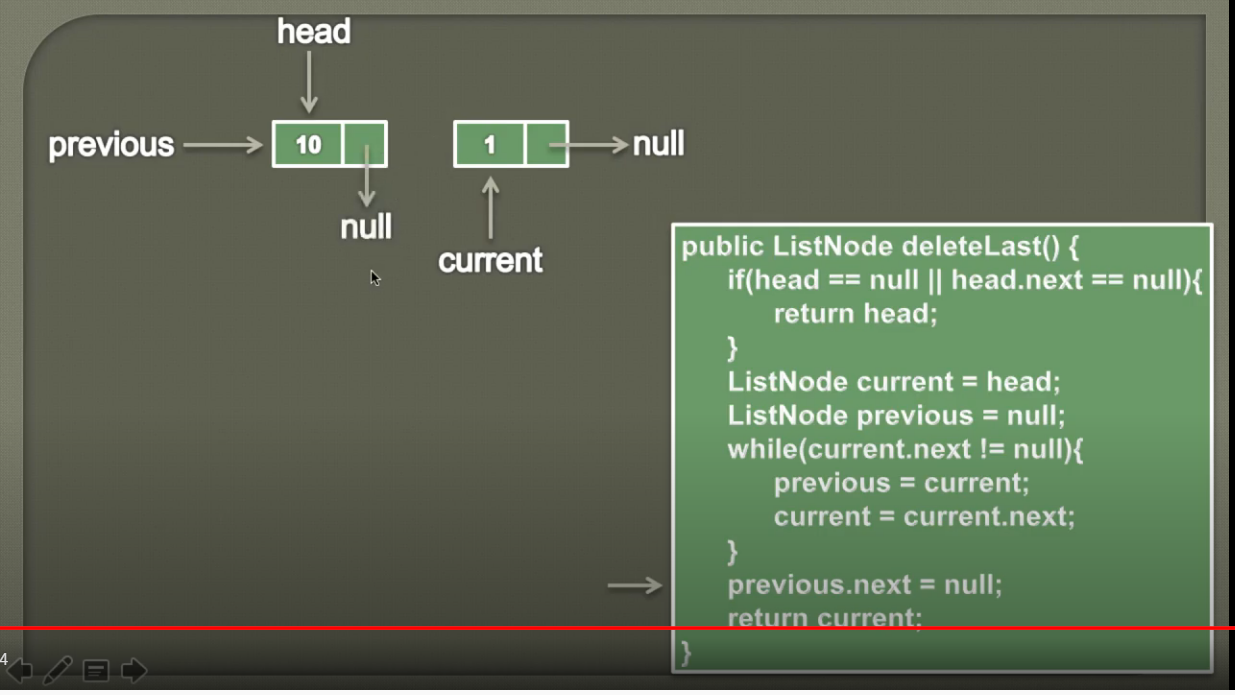 head
previous
10
1
null
null
current
public ListNode deleteLast() {
if(head == null || head.next == null){
return head;
}
ListNode current = head;
ListNode previous = null;
while(current.next != null){
previous = current;
current = current.next;
}
previous.next = null;
return current;
}
4